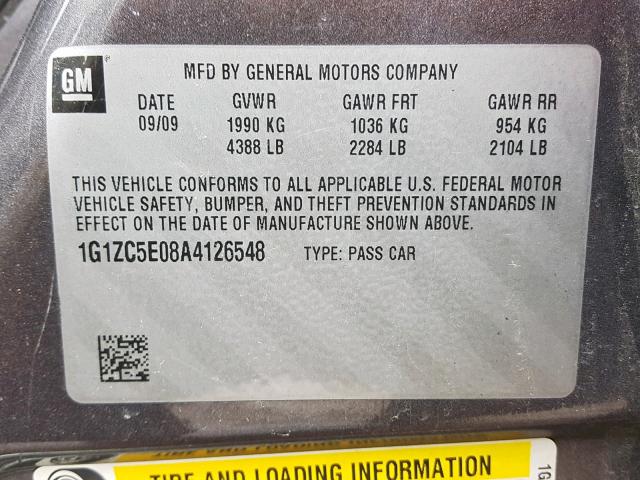 GM
MFD BY GENERAL MOTORS COMPANY
DATE GVWR GAWR FRT GAWR RR
09/09 1990 KG 1036 KG 954 KG
4388 LB 2284 LB 2104 LB
THIS VEHICLE CONFORMS TO ALL APPLICABLE U.S. FEDERAL MOTOR
VEHICLE SAFETY, BUMPER, AND THEFT PREVENTION STANDARDS IN
EFFECT ON THE DATE OF MANUFACTURE SHOWN ABOVE.
1G1ZC5E08A4126548 TYPE: PASS CAR
TIRE AND LOADING INFORMATION
1G